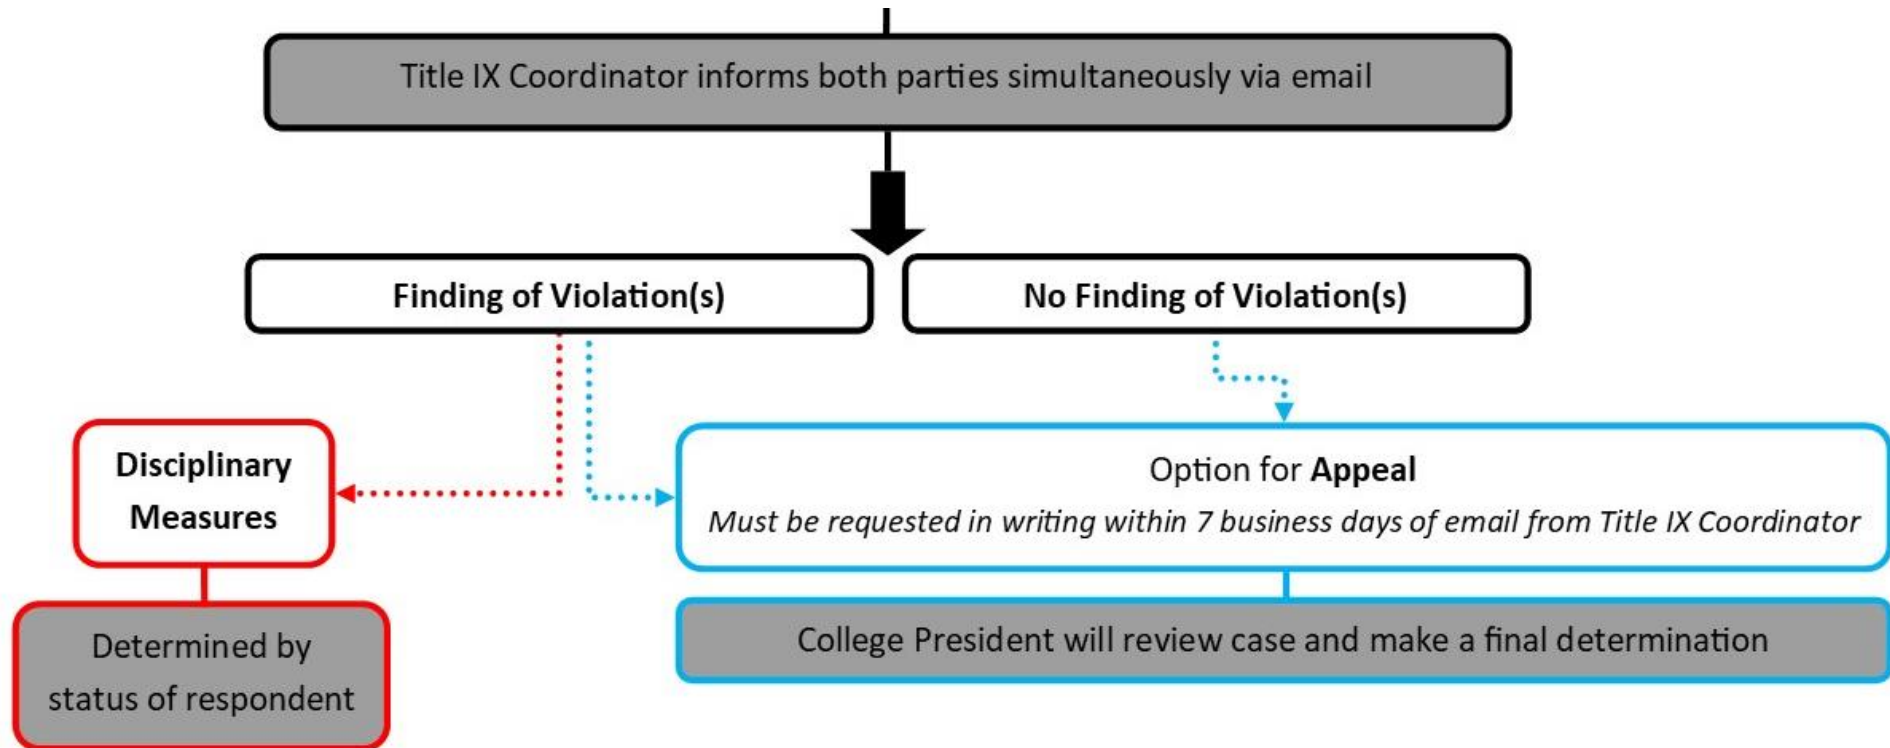 Title IX Coordinator informs both parties simultaneously via email
Finding of Violation(s)
No Finding of Violation(s)
Disciplinary
Measures
Option for Appeal
Must be requested in writing within 7 business days of email from Title IX Coordinator
Determined by
status of respondent
College President will review case and make a final determination